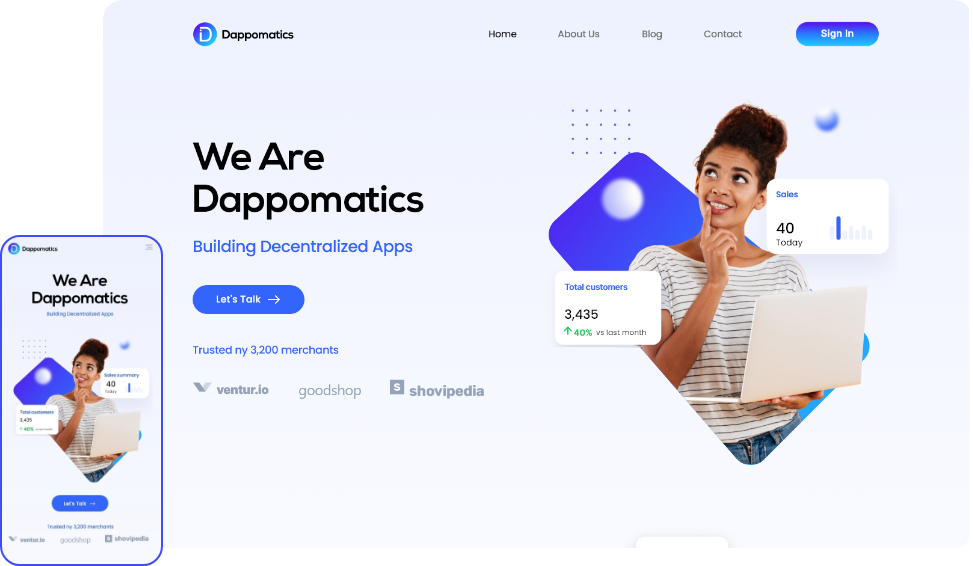 Dappomatics
Home
About Us
Blog
Contact
Sign In
We Are
Dappomatics
Building Decentralized Apps
Let's Talk
Trusted ny 3,200 merchants
ventur.io
goodshop
S
shovipedia
Sales
40
Today
Total customers
3,435
40% vs last month
Dappomatics
We Are
Dappomatics
Building Decentralized Apps
Sales summary
40
Today
Total customers
3,435
40%
Let's Talk
Trusted ny 3,200 merchants
ventur.io
goodshop
S
shovipedia